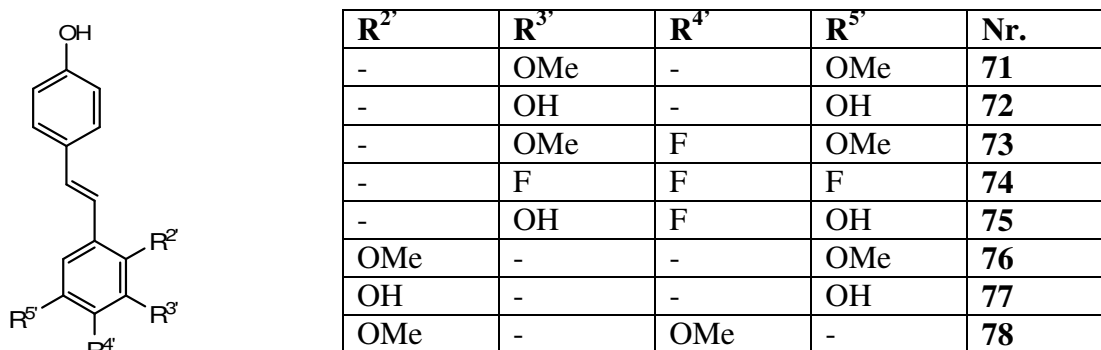 OH
R2'
R3'
R5'
R4'
R2' R3' R4' R5' Nr.
- OMe - OMe 71
- OH - OH 72
- OMe F OMe 73
- F F F 74
- OH F OH 75
OMe - - OMe 76
OH - - OH 77
OMe - OMe - 78